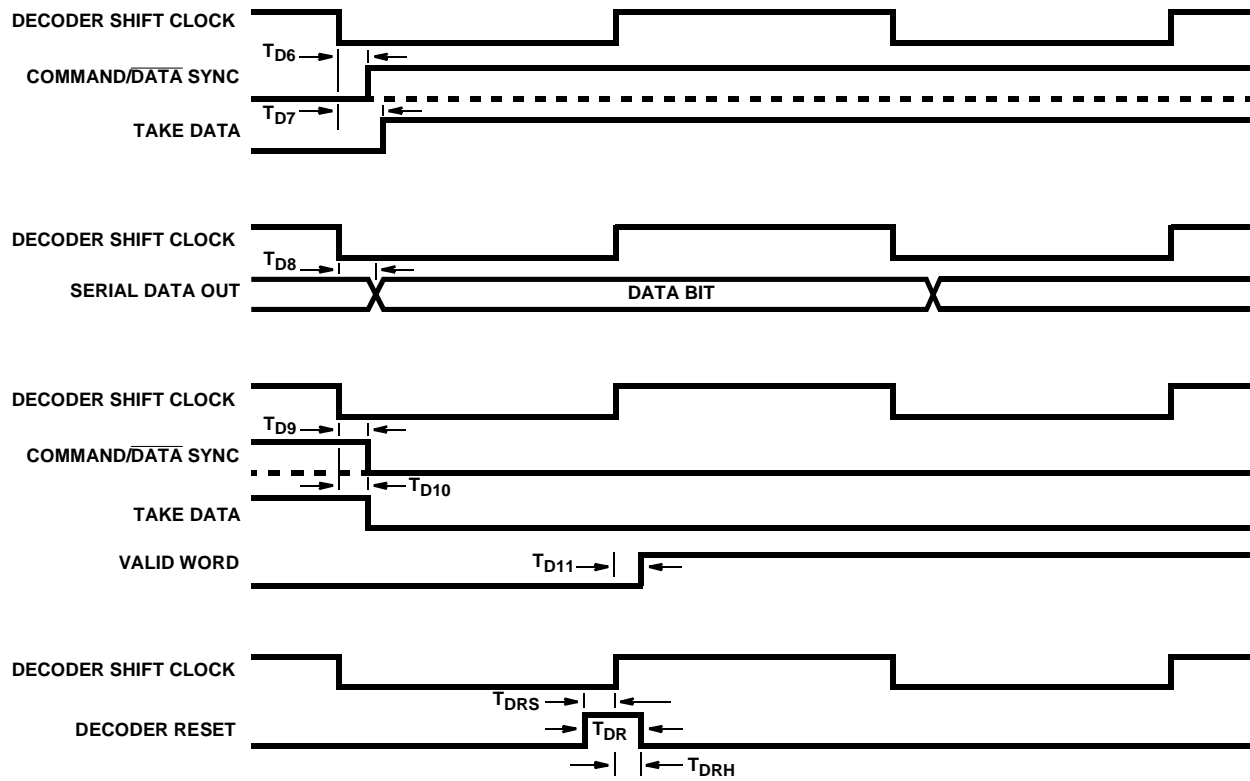 DECODER SHIFT CLOCK
TD6
COMMAND/DATA SYNC
TD7
TAKE DATA
DECODER SHIFT CLOCK
TD8
SERIAL DATA OUT
DATA BIT
DECODER SHIFT CLOCK
TD9
COMMAND/DATA SYNC
TD10
TAKE DATA
VALID WORD
TD11
DECODER SHIFT CLOCK
TDRS
DECODER RESET
TDR
TDRH